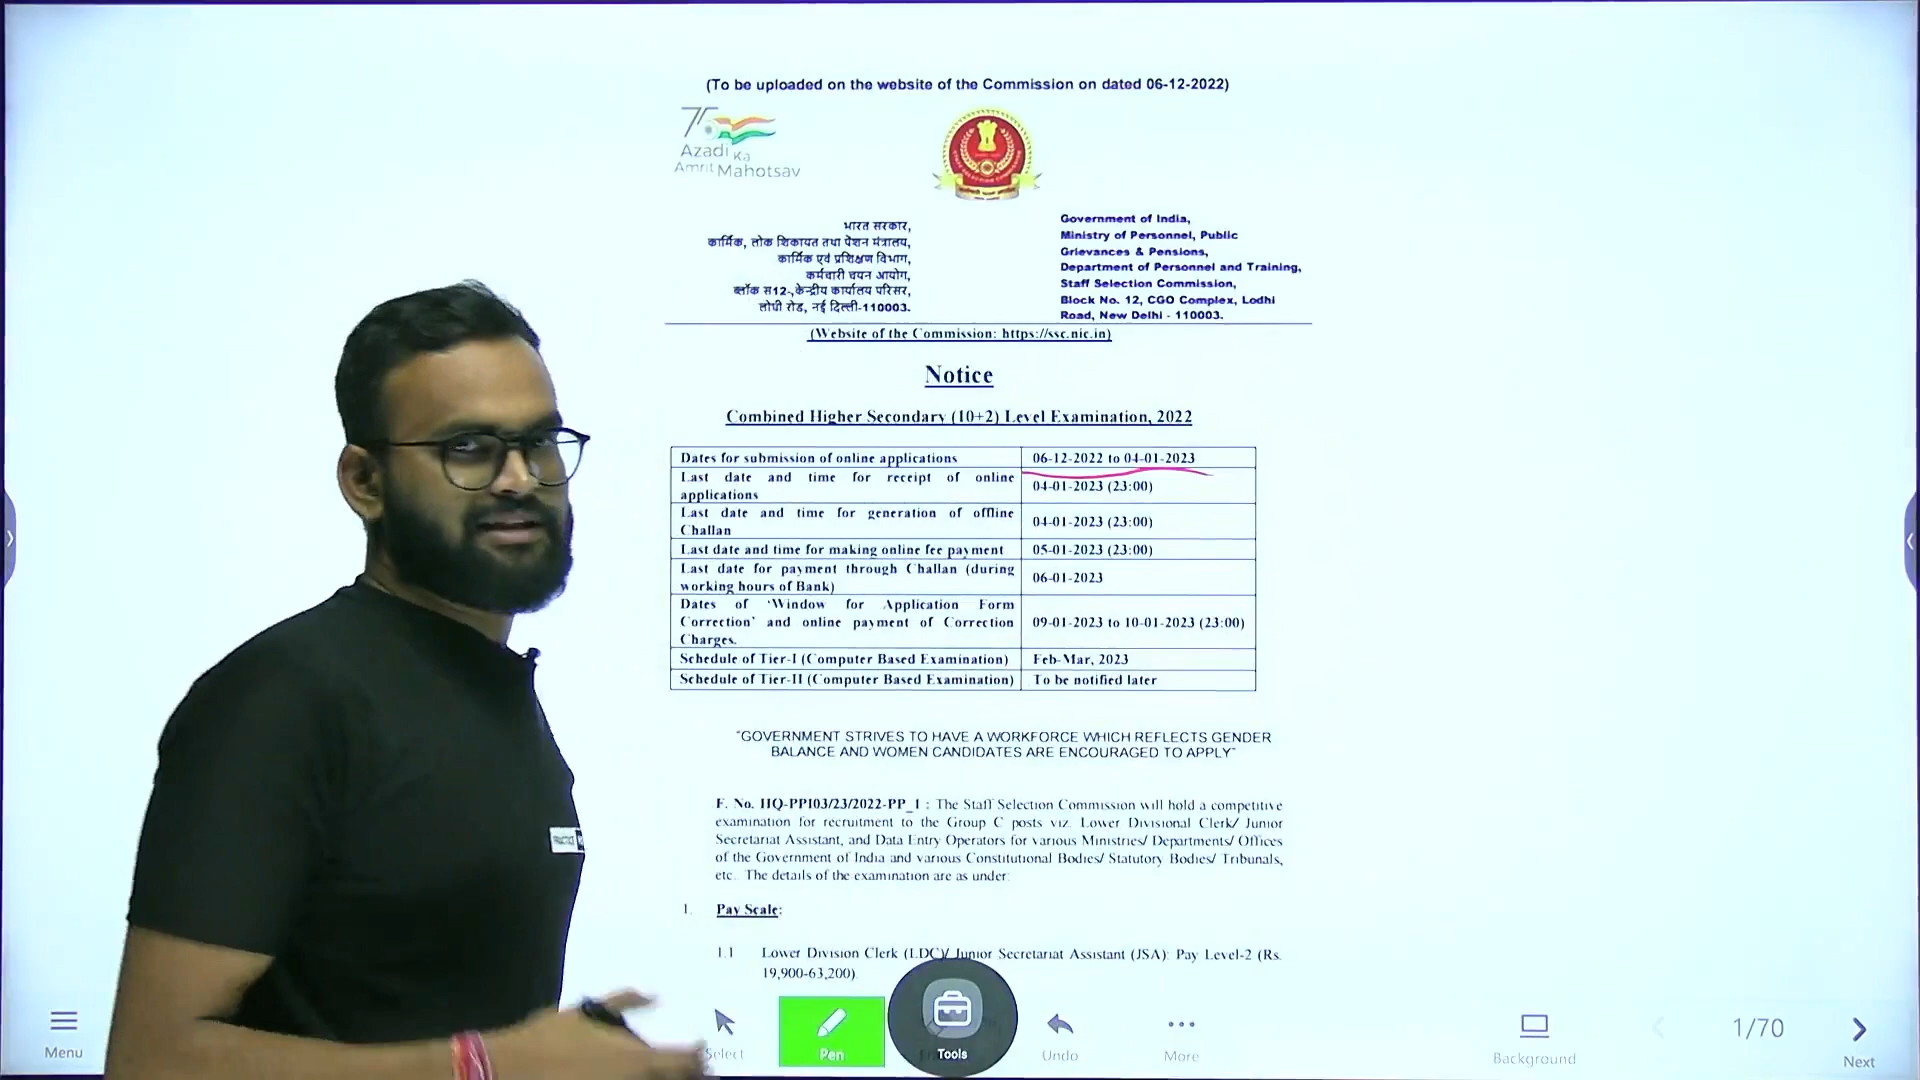 (To be uploaded on the website of the Commission on dated 06-12-2022)
75
Azadi Ka
Amrit Mahotsav
भारत सरकार,
कार्मिक, लोक शिकायत तथा पेंशन मंत्रालय,
कार्मिक एवं प्रशिक्षण विभाग,
कर्मचारी चयन आयोग,
ब्लॉक स12-,केन्द्रीय कार्यालय परिसर,
लोधी रोड, नई दिल्ली-110003.
Government of India,
Ministry of Personnel, Public
Grievances & Pensions,
Department of Personnel and Training,
Staff Selection Commission,
Block No. 12, CGO Complex, Lodhi
Road, New Delhi - 110003.
(Website of the Commission: https://ssc.nic.in)
Notice
Combined Higher Secondary (10+2) Level Examination, 2022
Dates for submission of online applications 06-12-2022 to 04-01-2023
Last date and time for receipt of online
applications 04-01-2023 (23:00)
Last date and time for generation of offline
Challan 04-01-2023 (23:00)
Last date and time for making online fee payment 05-01-2023 (23:00)
Last date for payment through Challan (during
working hours of Bank) 06-01-2023
Dates of 'Window for Application Form
Correction' and online payment of Correction
Charges. 09-01-2023 to 10-01-2023 (23:00)
Schedule of Tier-I (Computer Based Examination) Feb-Mar, 2023
Schedule of Tier-II (Computer Based Examination) To be notified later
"GOVERNMENT STRIVES TO HAVE A WORKFORCE WHICH REFLECTS GENDER
BALANCE AND WOMEN CANDIDATES ARE ENCOURAGED TO APPLY"
F. No. HQ-PPI03/23/2022-PP_1 : The Staff Selection Commission will hold a competitive
examination for recruitment to the Group C posts viz. Lower Divisional Clerk/ Junior
Secretariat Assistant, and Data Entry Operators for various Ministries/ Departments/ Offices
of the Government of India and various Constitutional Bodies/ Statutory Bodies/ Tribunals,
etc. The details of the examination are as under:
1. Pay Scale:
1.1 Lower Division Clerk (LDC)/ Junior Secretariat Assistant (JSA): Pay Level-2 (Rs.
19,900-63,200).
Menu
Select
Pen
Tools
Undo
More
Background
1/70
Next